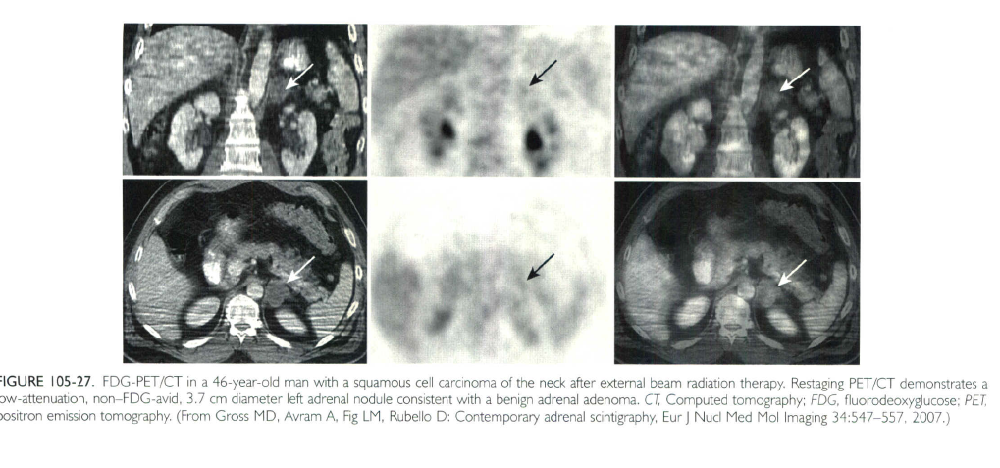 FIGURE 105-27. FDG-PET/CT in a 46-year-old man with a squamous cell carcinoma of the neck after external beam radiation therapy. Restaging PET/CT demonstrates a
low-attenuation, non–FDG-avid, 3.7 cm diameter left adrenal nodule consistent with a benign adrenal adenoma. CT, Computed tomography; FDG, fluorodeoxyglucose; PET,
positron emission tomography. (From Gross MD, Avram A, Fig LM, Rubello D: Contemporary adrenal scintigraphy, Eur J Nucl Med Mol Imaging 34:547–557, 2007.)